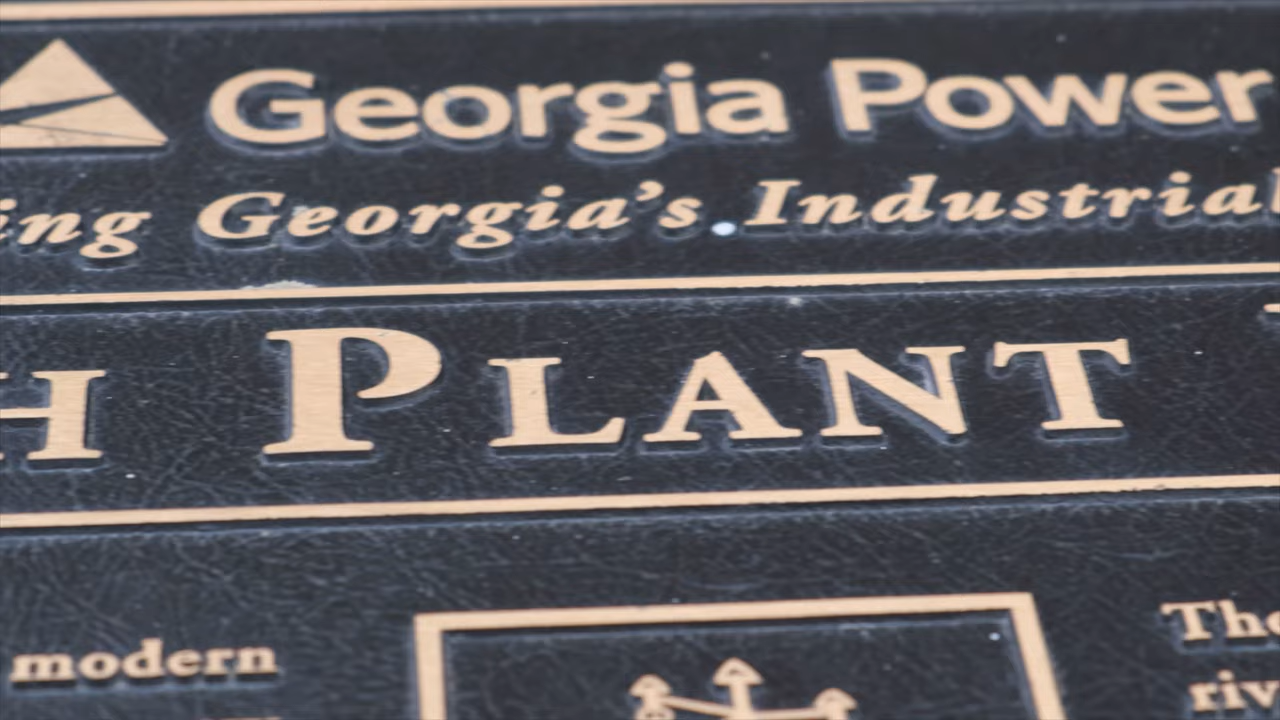 Georgia Power
ing Georgia's Industrial
H PLANT
modern
The
riv